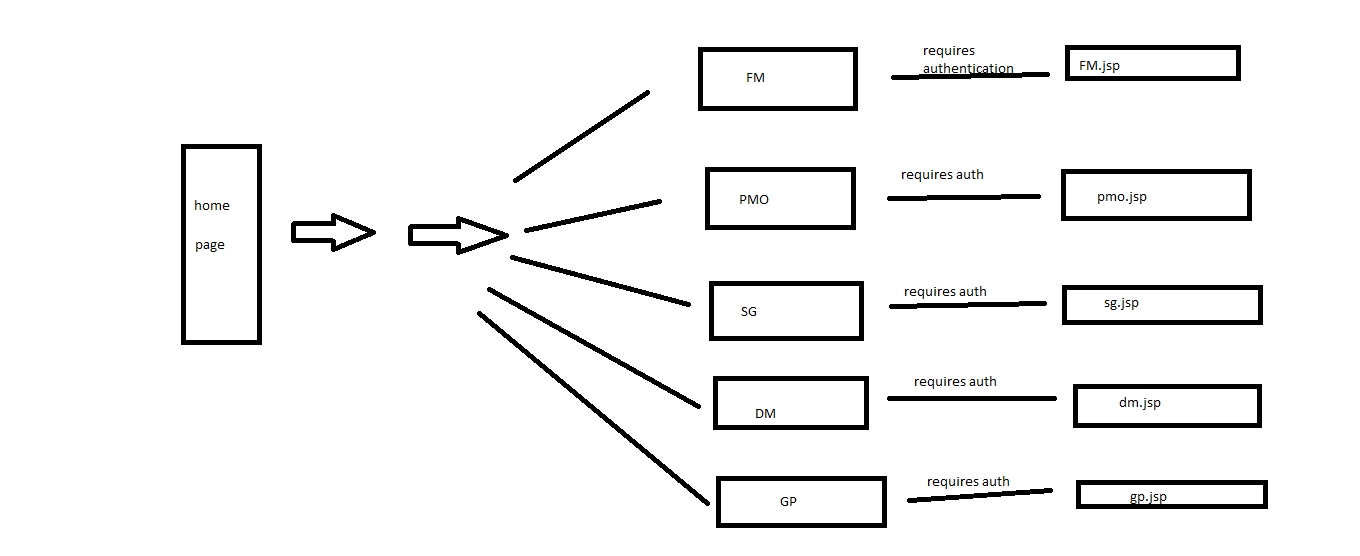 home
page
FM
requires
authentication
FM.jsp
PMO
requires auth
pmo.jsp
SG
requires auth
sg.jsp
DM
requires auth
dm.jsp
GP
requires auth
gp.jsp